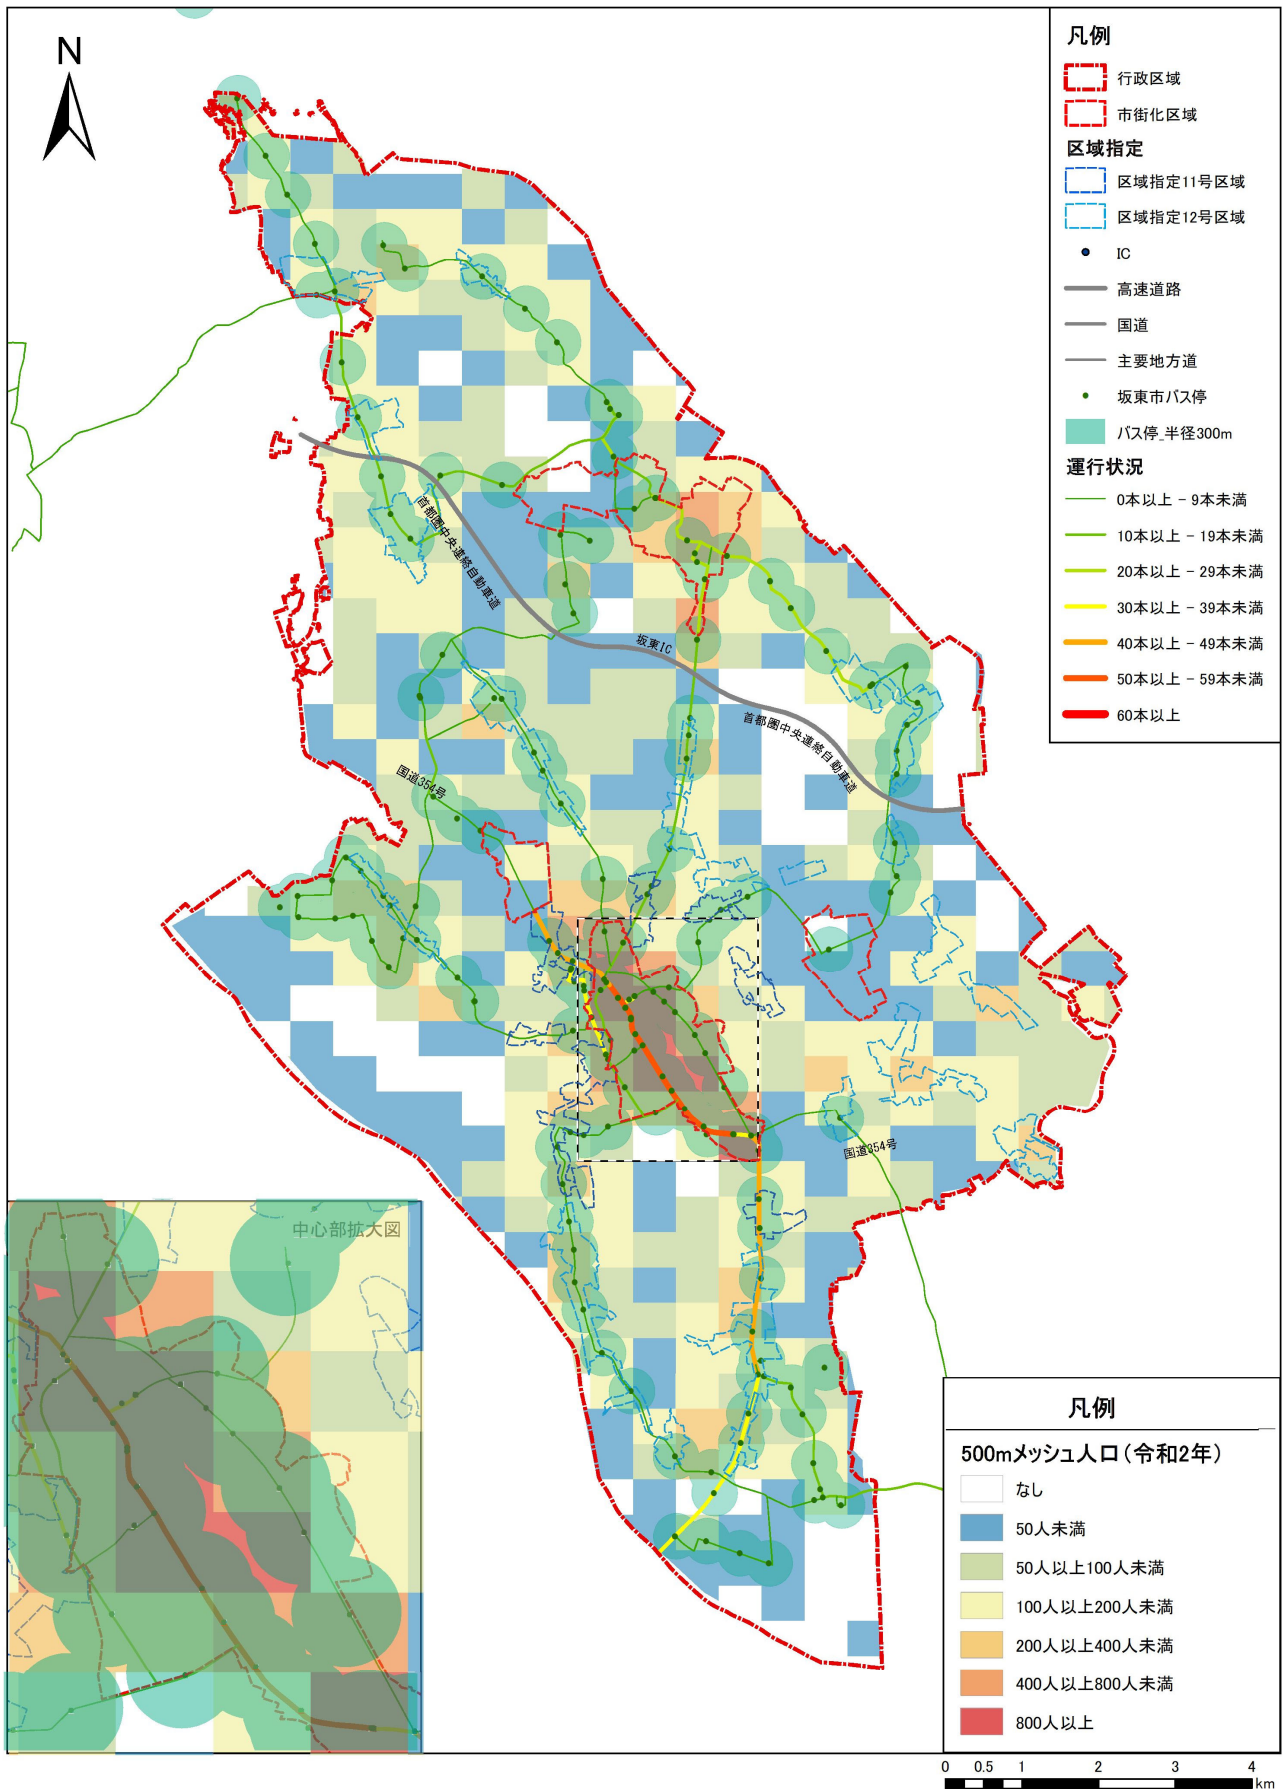 N
凡例
行政区域
市街化区域
区域指定
区域指定11号区域
区域指定12号区域
IC
高速道路
国道
主要地方道
坂東市バス停
バス停_半径300m
運行状況
0本以上 – 9本未満
10本以上 – 19本未満
20本以上 – 29本未満
30本以上 – 39本未満
40本以上 – 49本未満
50本以上 – 59本未満
60本以上
首都圏中央連絡自動車道
坂東IC
首都圏中央連絡自動車道
国道354号
国道354号
中心部拡大図
凡例
500mメッシュ人口(令和2年)
なし
50人未満
50人以上100人未満
100人以上200人未満
200人以上400人未満
400人以上800人未満
800人以上
0 0.5 1 2 3 4
km